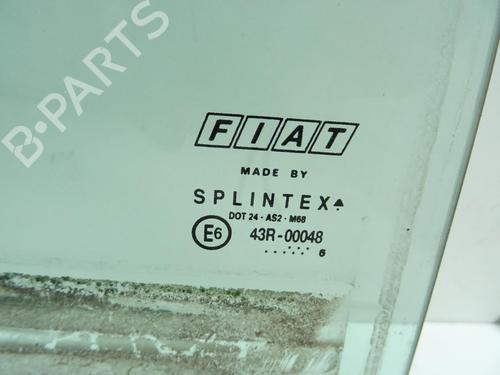 B-PARTS
FIAT
MADE BY
SPLINTEX
DOT 24 - AS2 - M68
E6 43R-00048
6